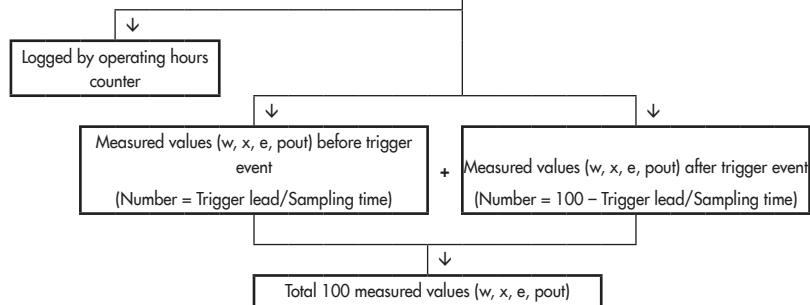 Logged by operating hours
counter
Measured values (w, x, e, pout) before trigger
event
(Number = Trigger lead/Sampling time)
+
Measured values (w, x, e, pout) after trigger event
(Number = 100 – Trigger lead/Sampling time)
Total 100 measured values (w, x, e, pout)